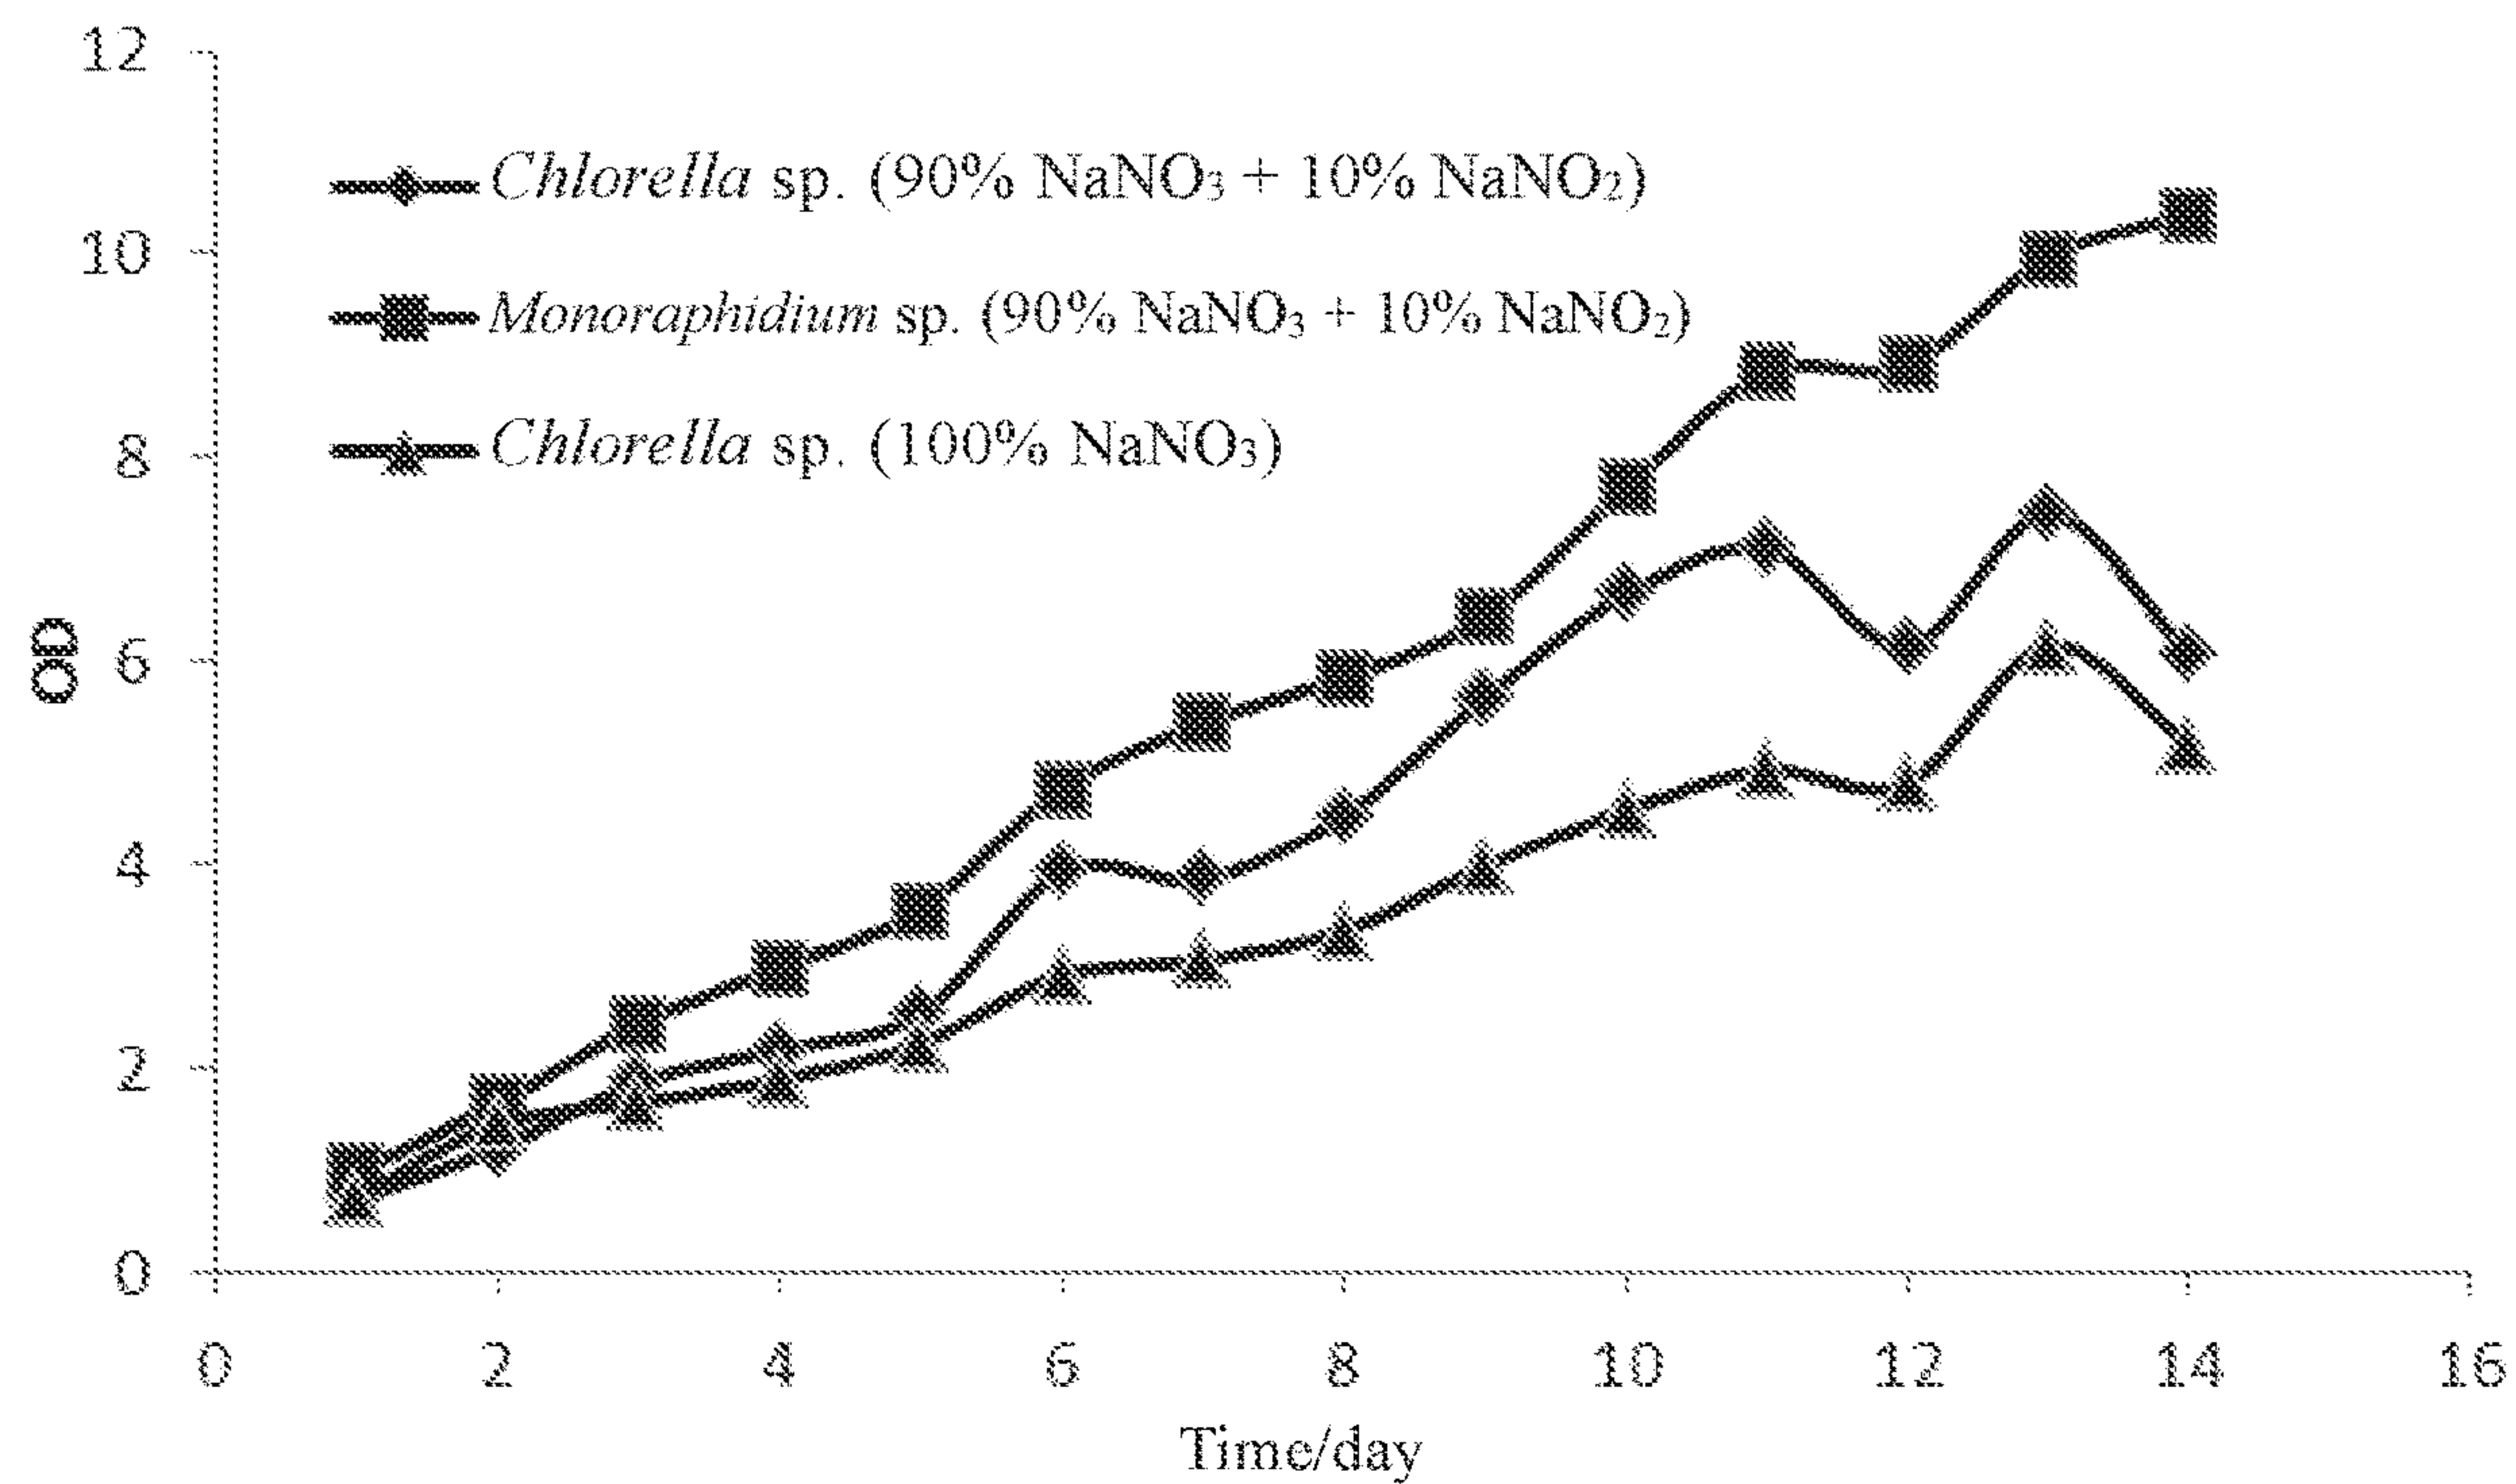 12
10
8
6
4
2
0
OD
Chlorella sp. (90% NaNO₃ + 10% NaNO₂)
Monoraphidium sp. (90% NaNO₃ + 10% NaNO₂)
Chlorella sp. (100% NaNO₃)
0 2 4 6 8 10 12 14 16
Time/day